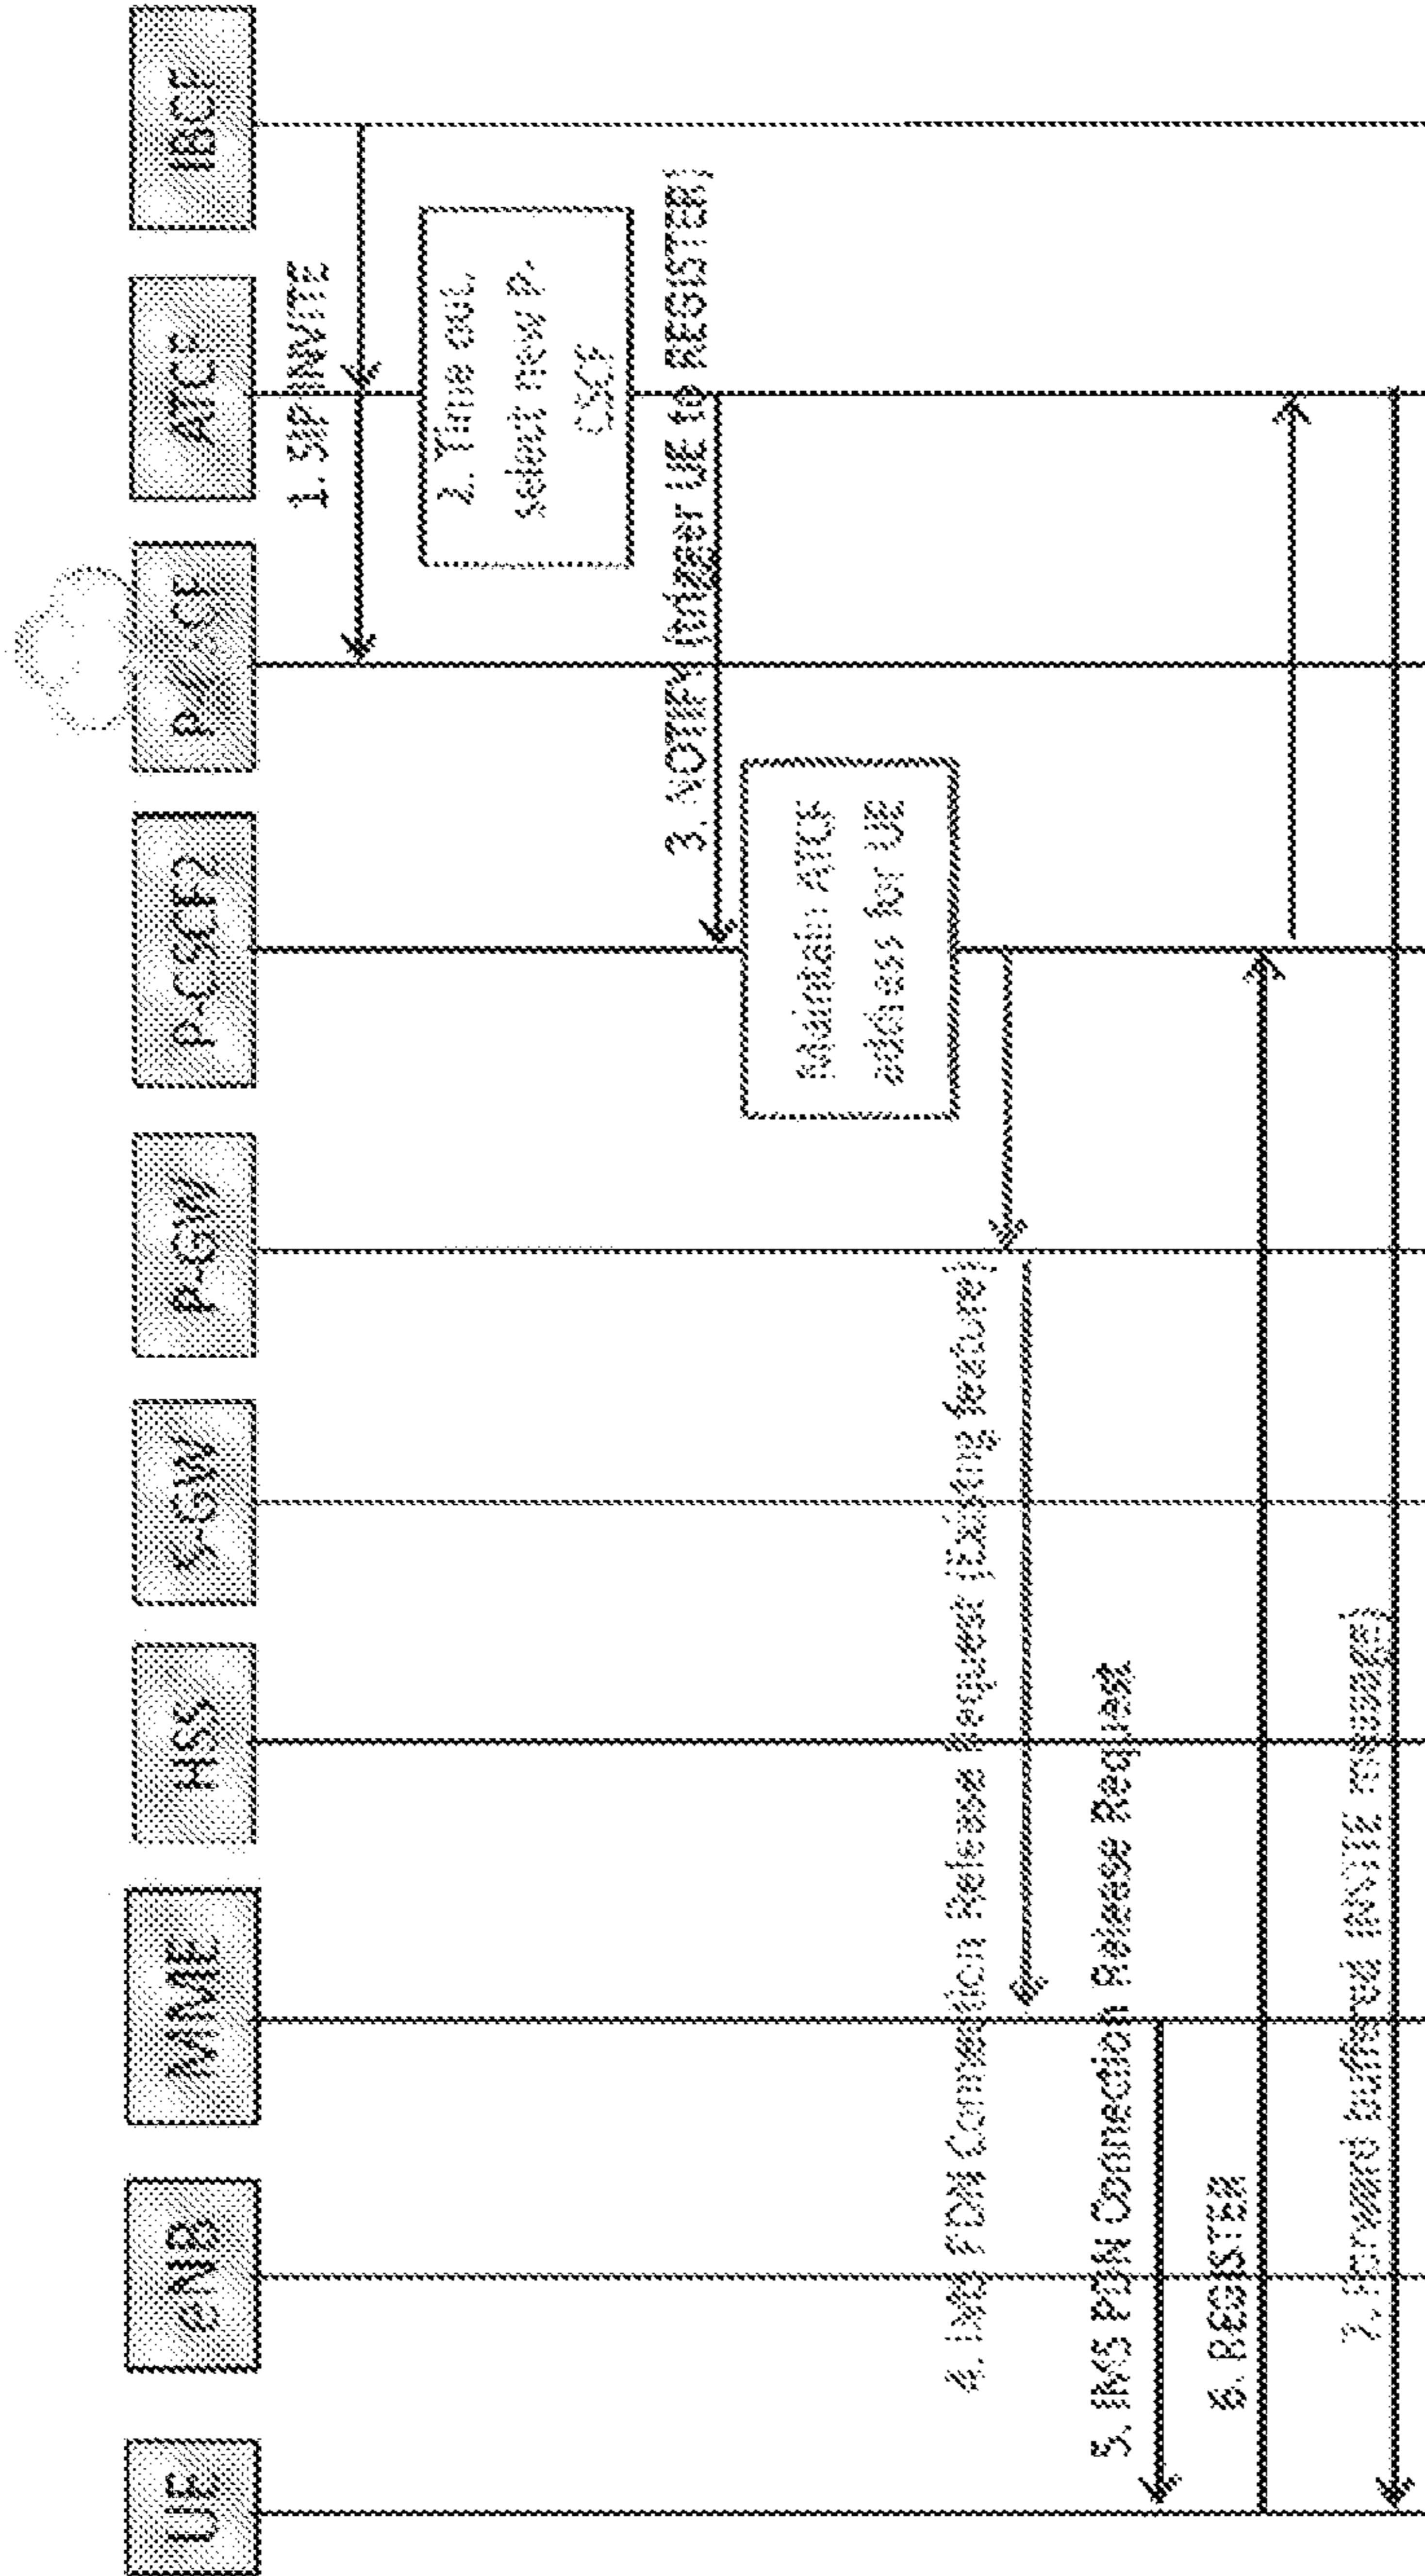 UE
eNB
MME
HSS
S-GW
P-GW
P-CSCF2
P
CF
ATCF
IBCF
1. SIP INVITE
2. Time out,
select new P-
CSCF
3. NOTIFY (trigger UE to REGISTER)
Maintain ATCF
address for UE
4. IMS PDN Connection Release Request (Existing feature)
5. IMS PDN Connection Release Request
6. REGISTER
7. Forward buffered INVITE message)